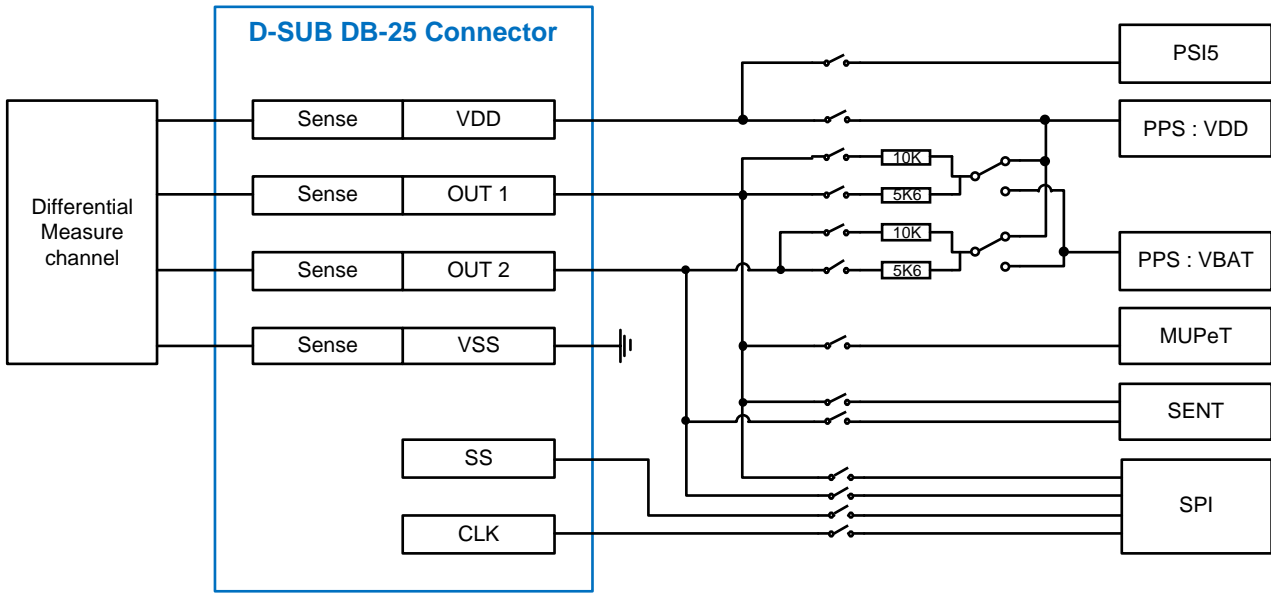 D-SUB DB-25 Connector
PSI5
Sense
VDD
PPS : VDD
10K
Sense
OUT 1
5K6
Differential
Measure
channel
10K
Sense
OUT 2
5K6
PPS : VBAT
Sense
VSS
MUPeT
SENT
SS
SPI
CLK